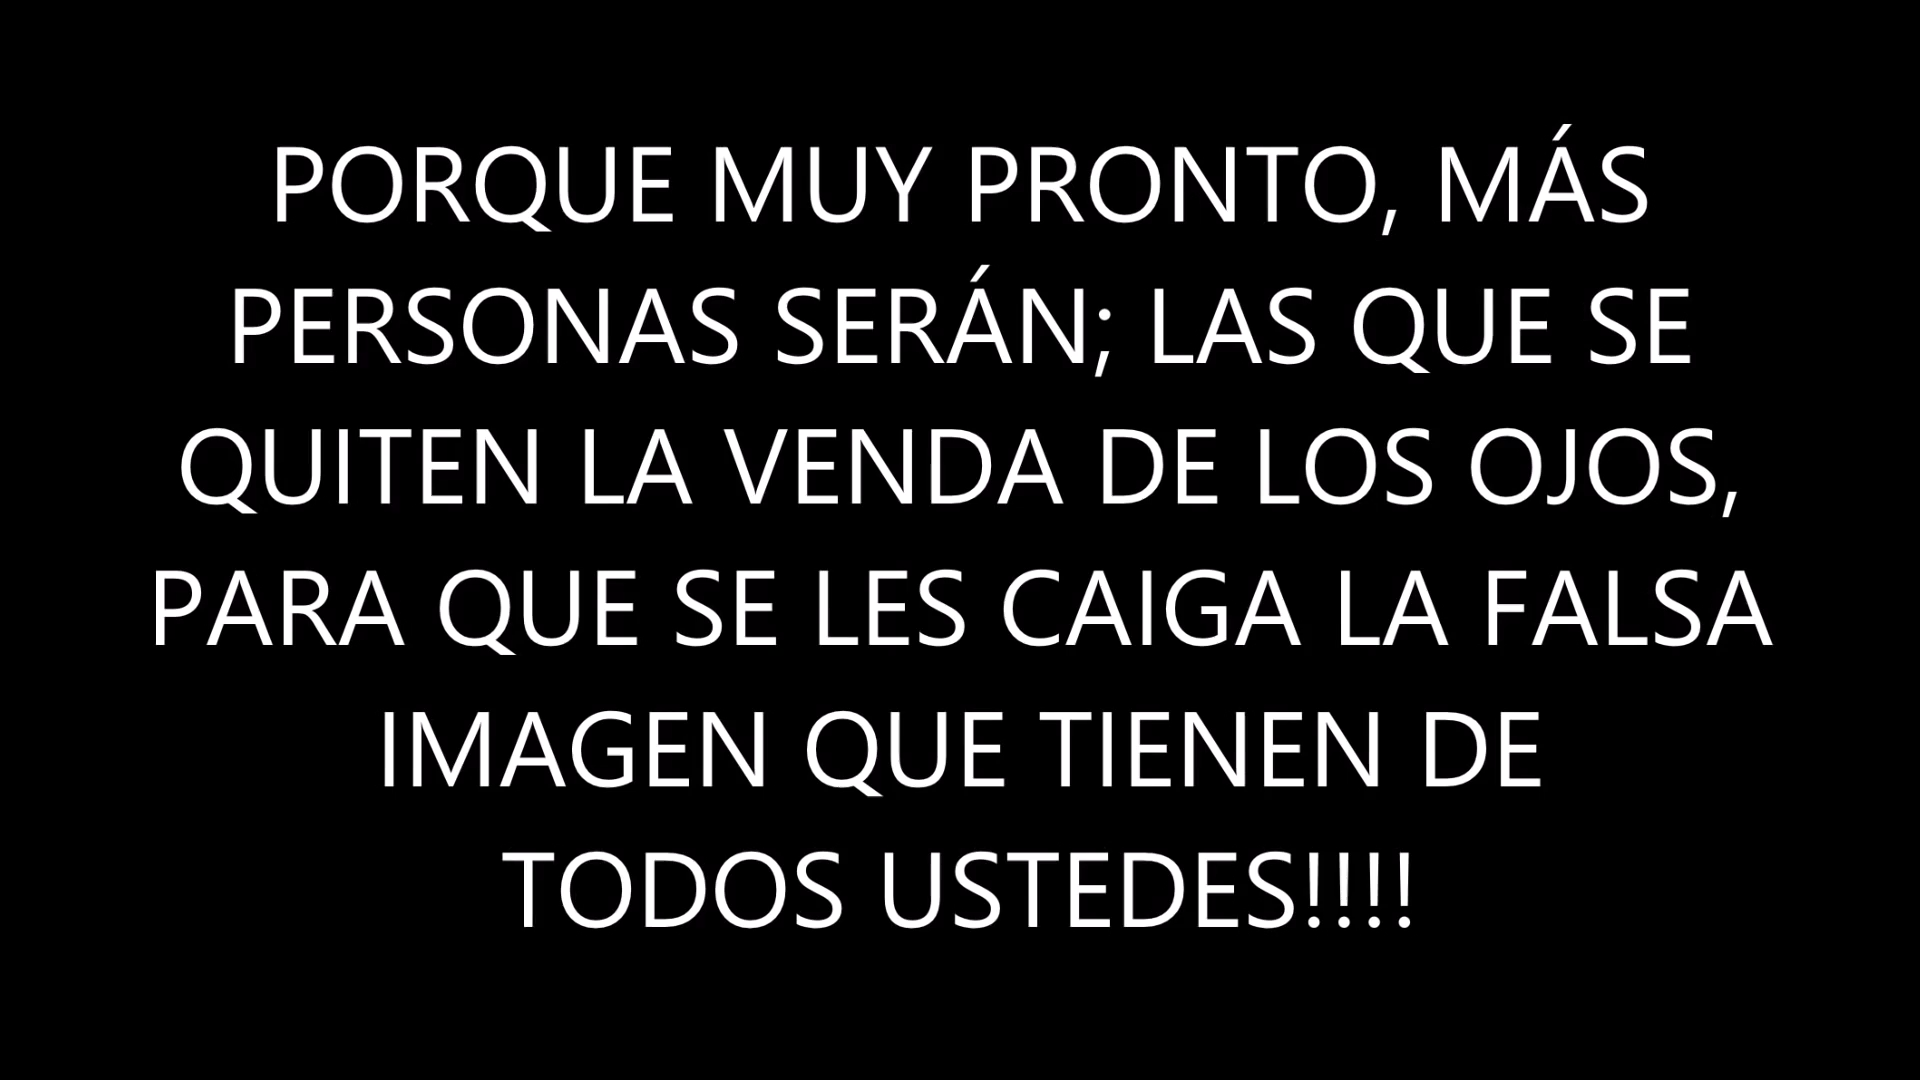 PORQUE MUY PRONTO, MÁS
PERSONAS SERÁN; LAS QUE SE
QUITEN LA VENDA DE LOS OJOS,
PARA QUE SE LES CAIGA LA FALSA
IMAGEN QUE TIENEN DE
TODOS USTEDES!!!!